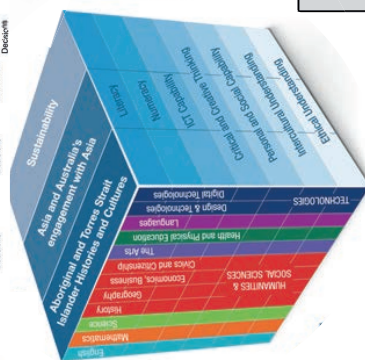 Decisions
Sustainability
Asia and Australia's
engagement with Asia
Aboriginal and Torres Strait
Islander Histories and Cultures
Literacy
Numeracy
ICT Capability
Critical and Creative Thinking
Personal and Social Capability
Intercultural Understanding
Ethical Understanding
English
Mathematics
Science
History
Geography
Economics, Business,
Civics and Citizenship
HUMANITIES &
SOCIAL SCIENCES
The Arts
Health and Physical Education
Languages
Design & Technologies
Digital Technologies
TECHNOLOGIES